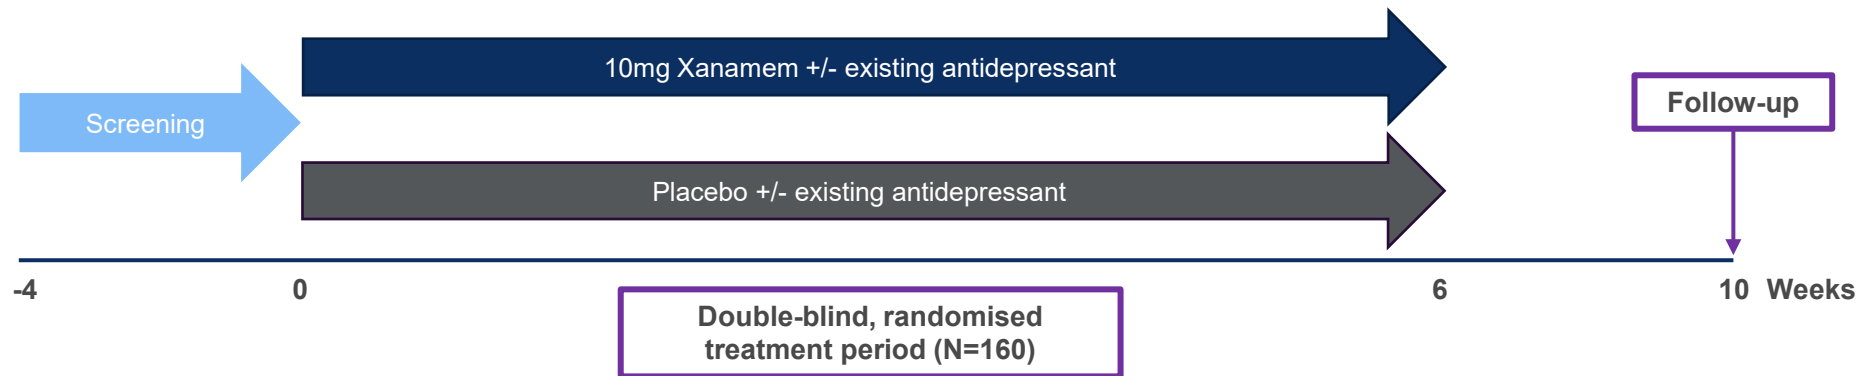 10mg Xanamem +/- existing antidepressant
Screening
Follow-up
Placebo +/- existing antidepressant
-4 0 6 10 Weeks
Double-blind, randomised
treatment period (N=160)